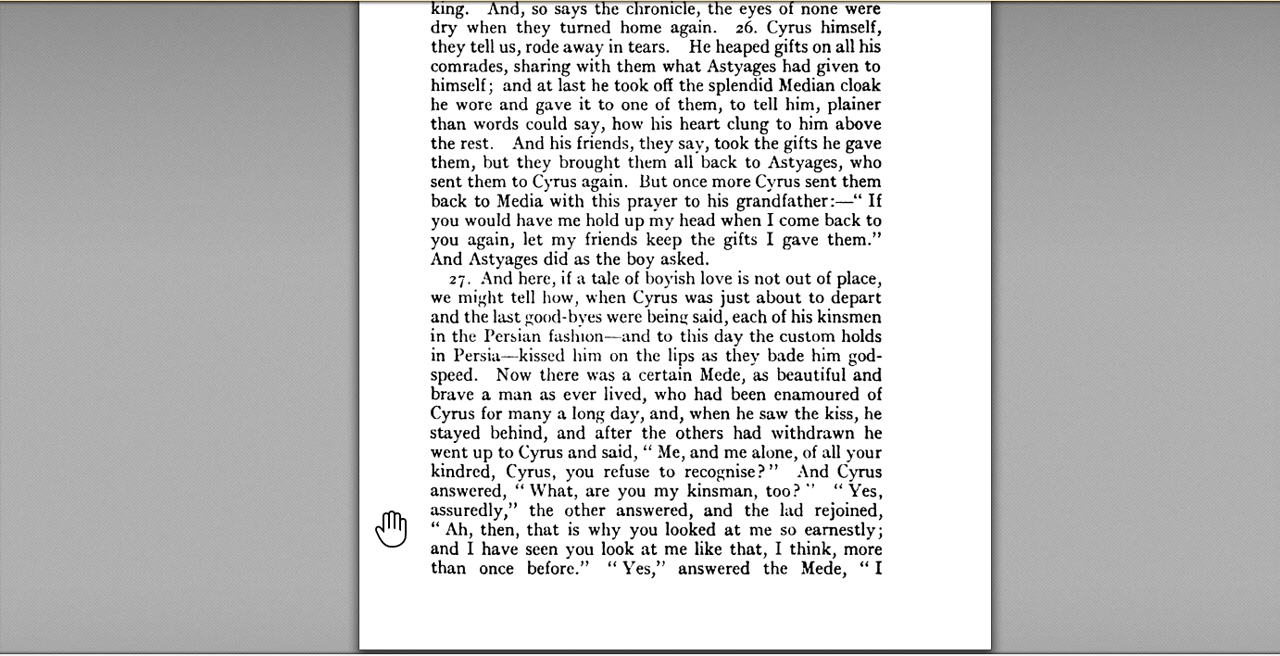 king. And, so says the chronicle, the eyes of none were
dry when they turned home again. 26. Cyrus himself,
they tell us, rode away in tears. He heaped gifts on all his
comrades, sharing with them what Astyages had given to
himself; and at last he took off the splendid Median cloak
he wore and gave it to one of them, to tell him, plainer
than words could say, how his heart clung to him above
the rest. And his friends, they say, took the gifts he gave
them, but they brought them all back to Astyages, who
sent them to Cyrus again. But once more Cyrus sent them
back to Media with this prayer to his grandfather:—“ If
you would have me hold up my head when I come back to
you again, let my friends keep the gifts I gave them.”
And Astyages did as the boy asked.
27. And here, if a tale of boyish love is not out of place,
we might tell how, when Cyrus was just about to depart
and the last good-byes were being said, each of his kinsmen
in the Persian fashion—and to this day the custom holds
in Persia—kissed him on the lips as they bade him god-
speed. Now there was a certain Mede, as beautiful and
brave a man as ever lived, who had been enamoured of
Cyrus for many a long day, and, when he saw the kiss, he
stayed behind, and after the others had withdrawn he
went up to Cyrus and said, “ Me, and me alone, of all your
kindred, Cyrus, you refuse to recognise?” And Cyrus
answered, “ What, are you my kinsman, too? ” “ Yes,
assuredly,” the other answered, and the lad rejoined,
“ Ah, then, that is why you looked at me so earnestly;
and I have seen you look at me like that, I think, more
than once before.” “ Yes,” answered the Mede, “ I